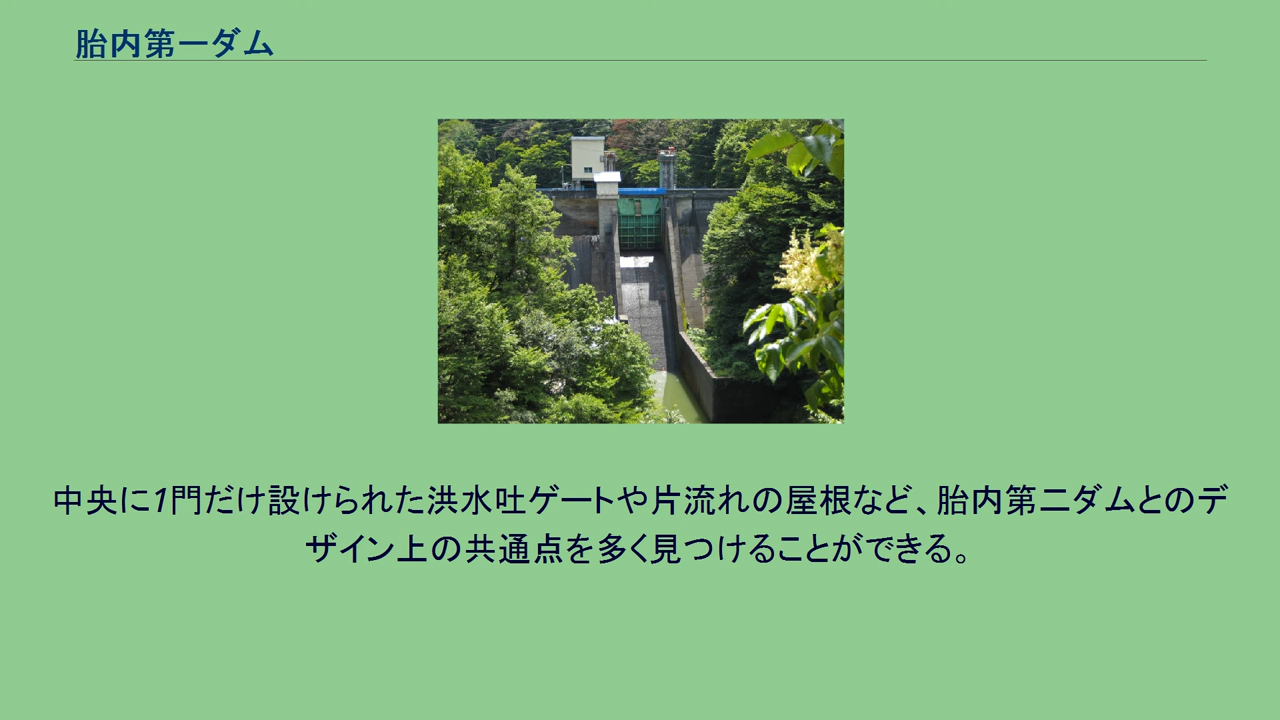 胎内第一ダム
中央に1門だけ設けられた洪水吐ゲートや片流れの屋根など、胎内第二ダムとのデ
ザイン上の共通点を多く見つけることができる。